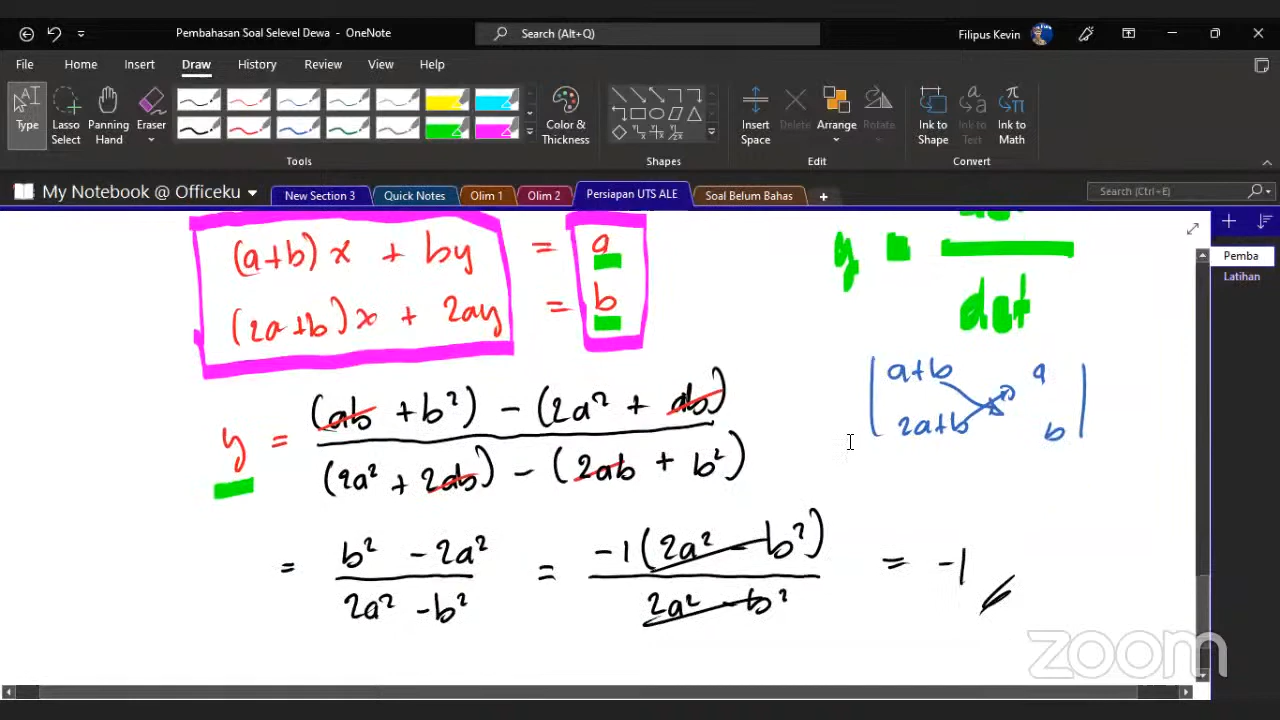 Pembahasan Soal Selevel Dewa - OneNote
Search (Alt+Q)
Filipus Kevin
File Home Insert Draw History Review View Help
Type
Lasso Select
Panning Hand
Eraser
Color & Thickness
Insert Space
Delete
Arrange
Rotate
Ink to Shape
Ink to Text
Ink to Math
Tools Shapes Edit Convert
My Notebook @ Officeku
New Section 3 Quick Notes Olim 1 Olim 2 Persiapan UTS ALE Soal Belum Bahas
Search (Ctrl+E)
Pemba
Latihan
(a+b)x + by = a
(2a+b)x + 2ay = b
y = det
a+b a
2a+b b
y = (ab + b²) - (2a² + ab)
(2a² + 2ab) - (2ab + b²)
= b² - 2a² = -1(2a² - b²) = -1
2a² - b² 2a² - b²
zoom